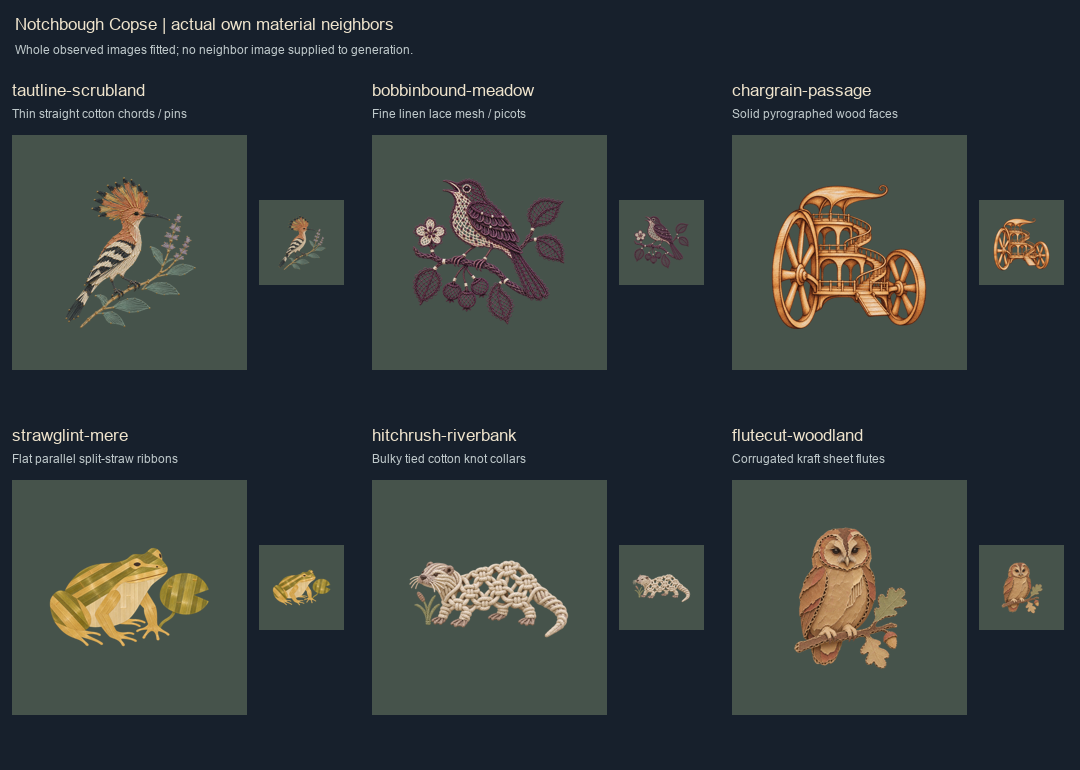 Notchbough Copse | actual own material neighbors
Whole observed images fitted; no neighbor image supplied to generation.
tautline-scrubland
Thin straight cotton chords / pins
bobbinbound-meadow
Fine linen lace mesh / picots
chargrain-passage
Solid pyrographed wood faces
strawglint-mere
Flat parallel split-straw ribbons
hitchrush-riverbank
Bulky tied cotton knot collars
flutecut-woodland
Corrugated kraft sheet flutes